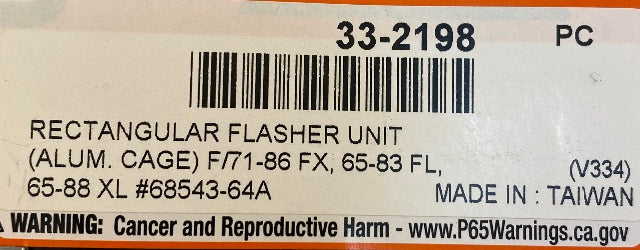 33-2198 PC
RECTANGULAR FLASHER UNIT
(ALUM. CAGE) F/71-86 FX, 65-83 FL, (V334)
65-88 XL #68543-64A MADE IN : TAIWAN
WARNING: Cancer and Reproductive Harm - www.P65Warnings.ca.gov